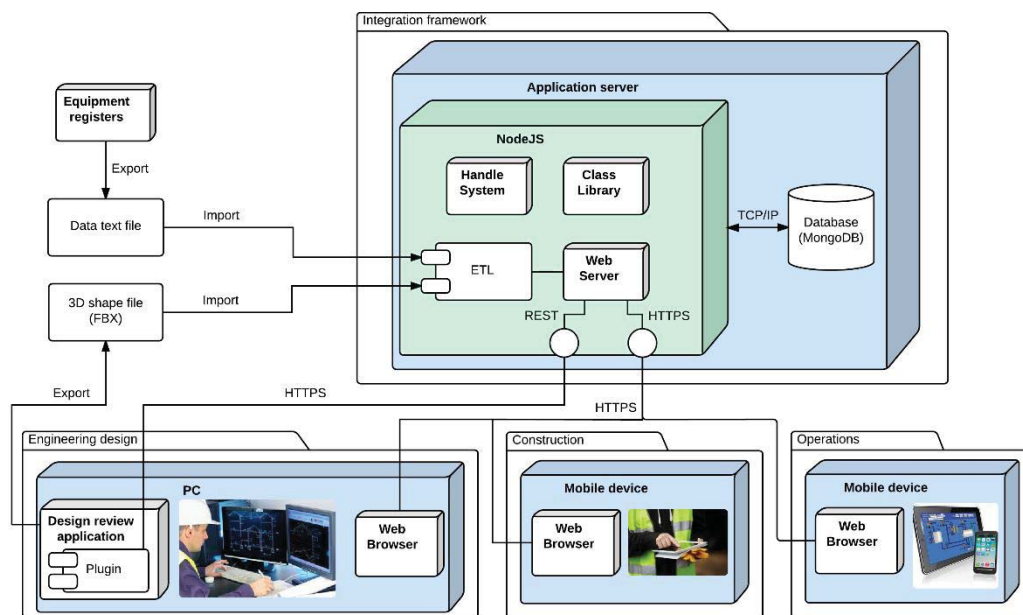 Integration framework
Application server
Equipment
registers
NodeJS
Export
Handle
System
Class
Library
Data text file
Import
TCP/IP
Database
(MongoDB)
ETL
Web
Server
3D shape file
(FBX)
Import
REST
HTTPS
Export
HTTPS
HTTPS
Engineering design
Construction
Operations
PC
Mobile device
Mobile device
Design review
application
Plugin
Web
Browser
Web
Browser
Web
Browser